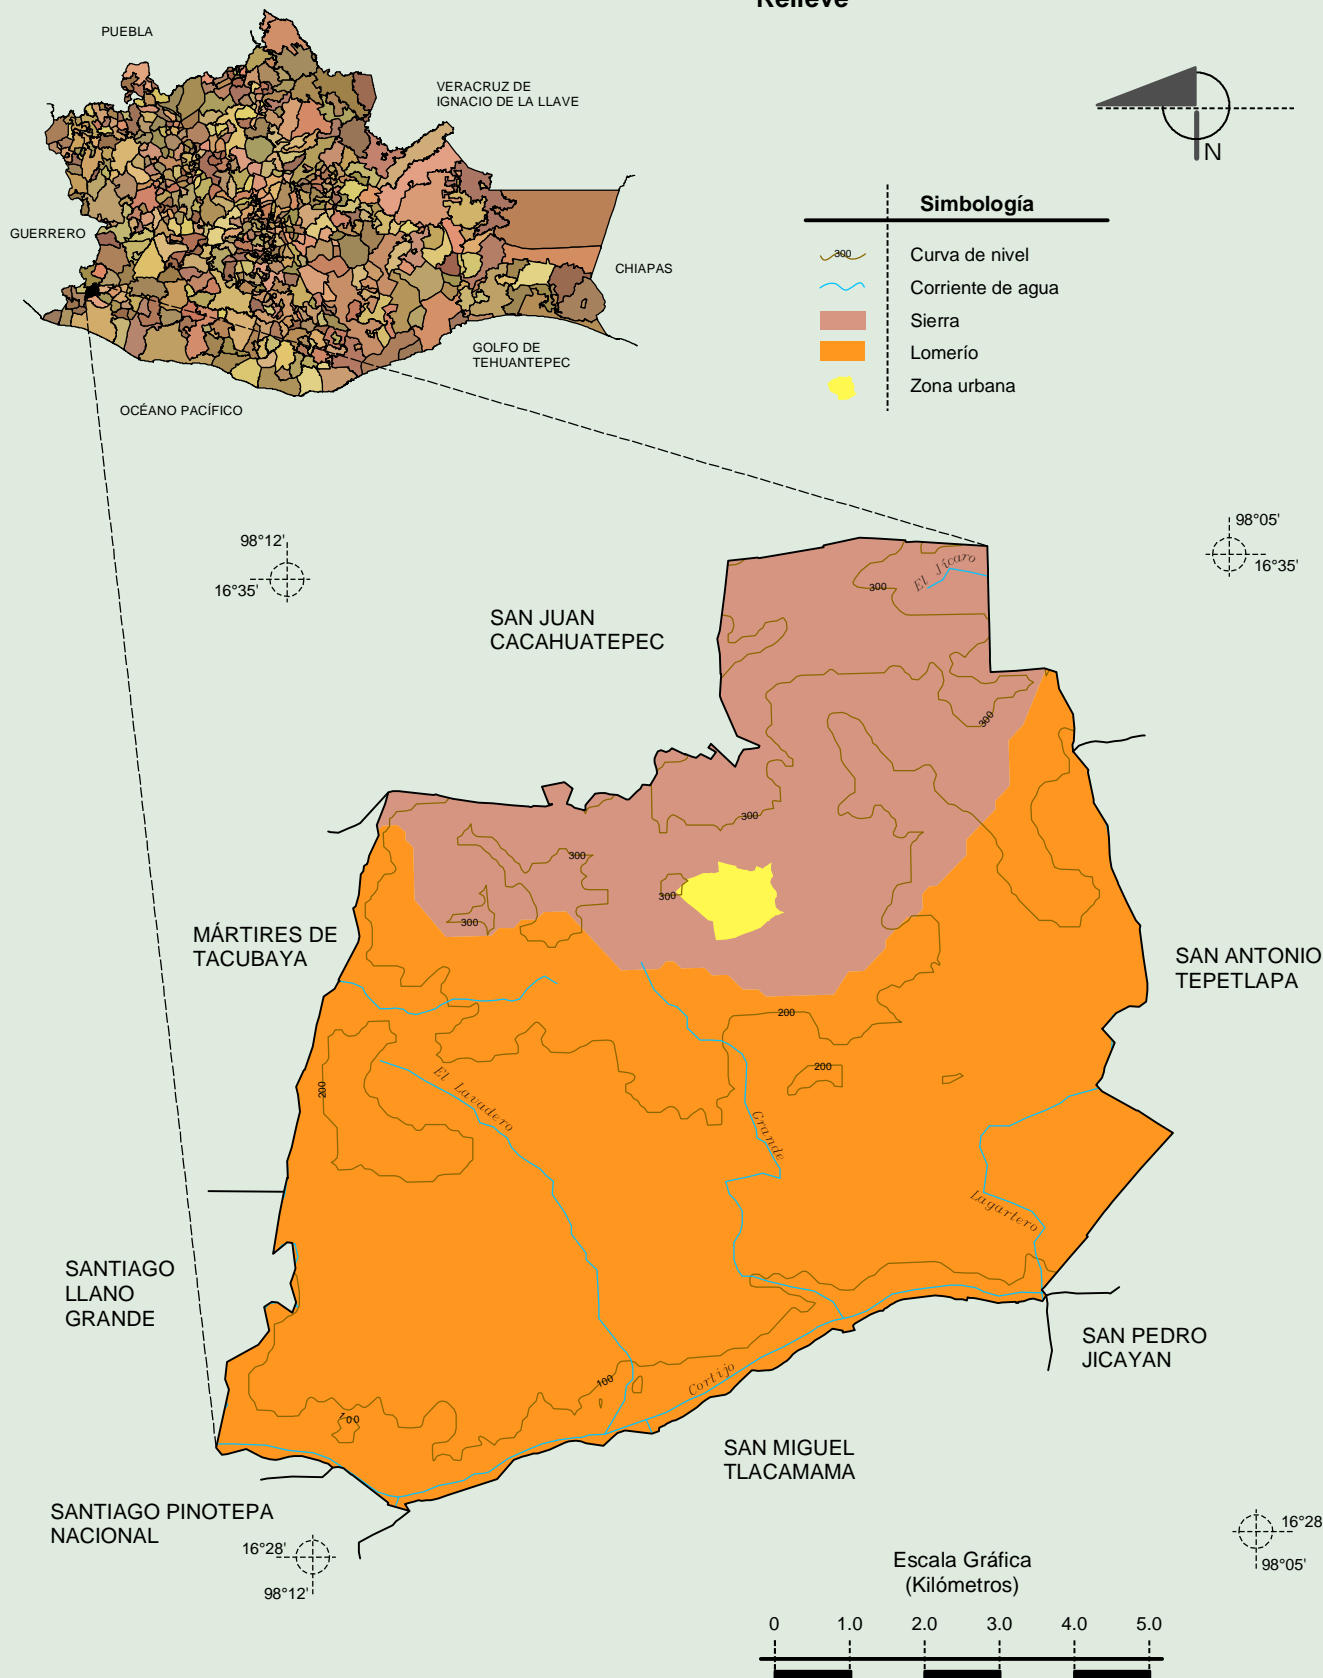 Relieve
PUEBLA
VERACRUZ DE
IGNACIO DE LA LLAVE
GUERRERO
CHIAPAS
GOLFO DE
TEHUANTEPEC
OCÉANO PACÍFICO
N
Simbología
300
Curva de nivel
Corriente de agua
Sierra
Lomerío
Zona urbana
98°12'
16°35'
98°05'
16°35'
SAN JUAN
CACAHUATEPEC
El Jícaro
300
300
300
300
300
300
MÁRTIRES DE
TACUBAYA
SAN ANTONIO
TEPETLAPA
200
200
200
El Lavadero
Grande
Lagartero
SANTIAGO
LLANO
GRANDE
SAN PEDRO
JICAYAN
Cortijo
100
100
SAN MIGUEL
TLACAMAMA
SANTIAGO PINOTEPA
NACIONAL
16°28'
98°12'
16°28
98°05'
Escala Gráfica
(Kilómetros)
0 1.0 2.0 3.0 4.0 5.0